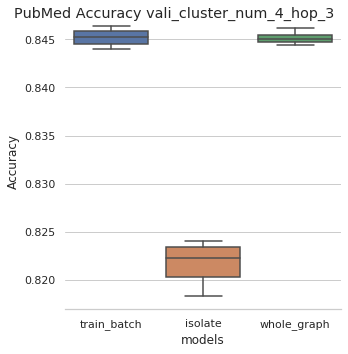 PubMed Accuracy vali_cluster_num_4_hop_3
0.845
0.840
0.835
0.830
0.825
0.820
Accuracy
train_batch
isolate
whole_graph
models